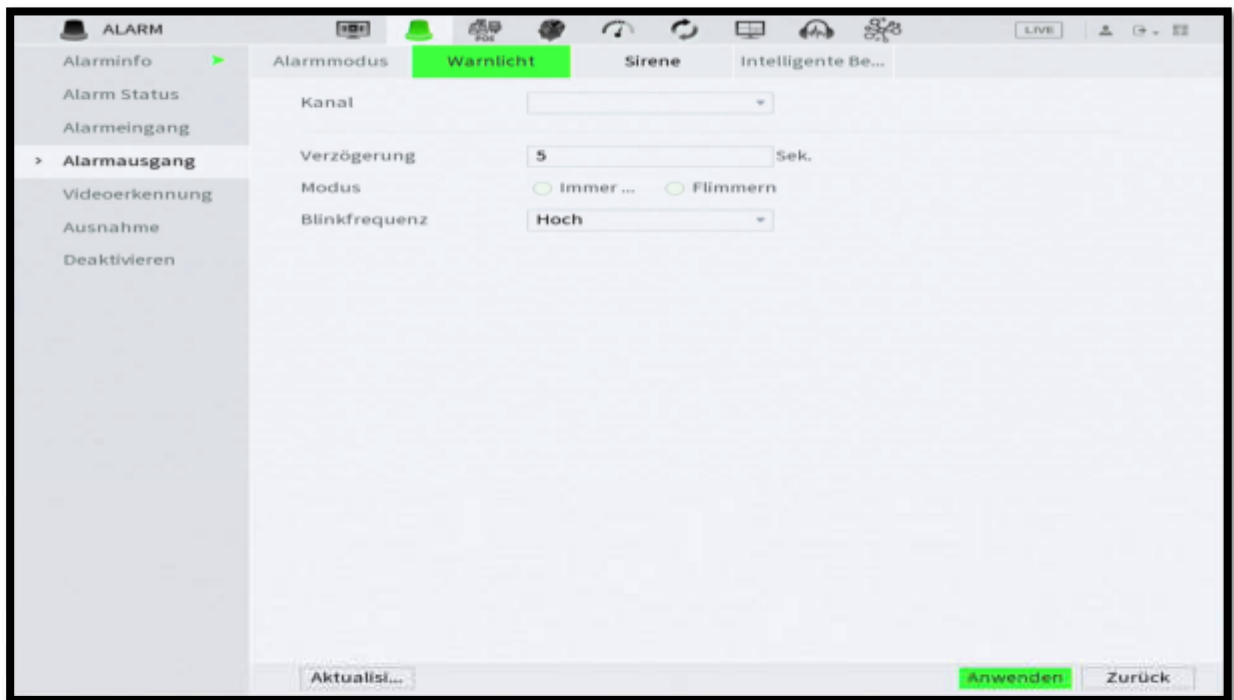 ALARM
POS
LIVE
Alarminfo
Alarmmodus
Warnlicht
Sirene
Intelligente Be...
Alarm Status
Kanal
Alarmeingang
Alarmausgang
Verzögerung
5
Sek.
Videoerkennung
Modus
Immer ...
Flimmern
Ausnahme
Blinkfrequenz
Hoch
Deaktivieren
Aktualisi...
Anwenden
Zurück